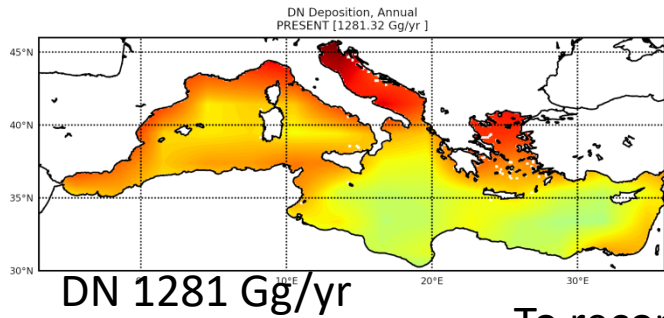 DN Deposition, Annual
PRESENT [1281.32 Gg/yr ]
45°N
40°N
35°N
30°N
10°E
20°E
30°E
DN 1281 Gg/yr